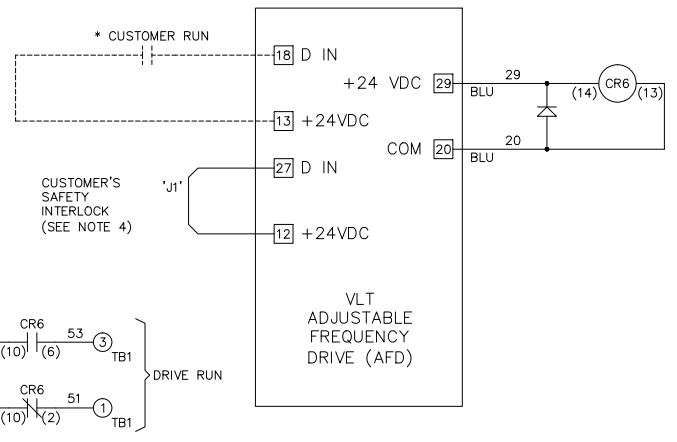 * CUSTOMER RUN
18 D IN
+24 VDC 29
29
BLU
(14) CR6 (13)
13 +24VDC
COM 20
20
BLU
27 D IN
CUSTOMER'S
SAFETY
INTERLOCK
(SEE NOTE 4)
'J1'
12 +24VDC
VLT
ADJUSTABLE
FREQUENCY
DRIVE (AFD)
CR6
53
(10) (6)
3
TB1
DRIVE RUN
CR6
51
(10) (2)
1
TB1